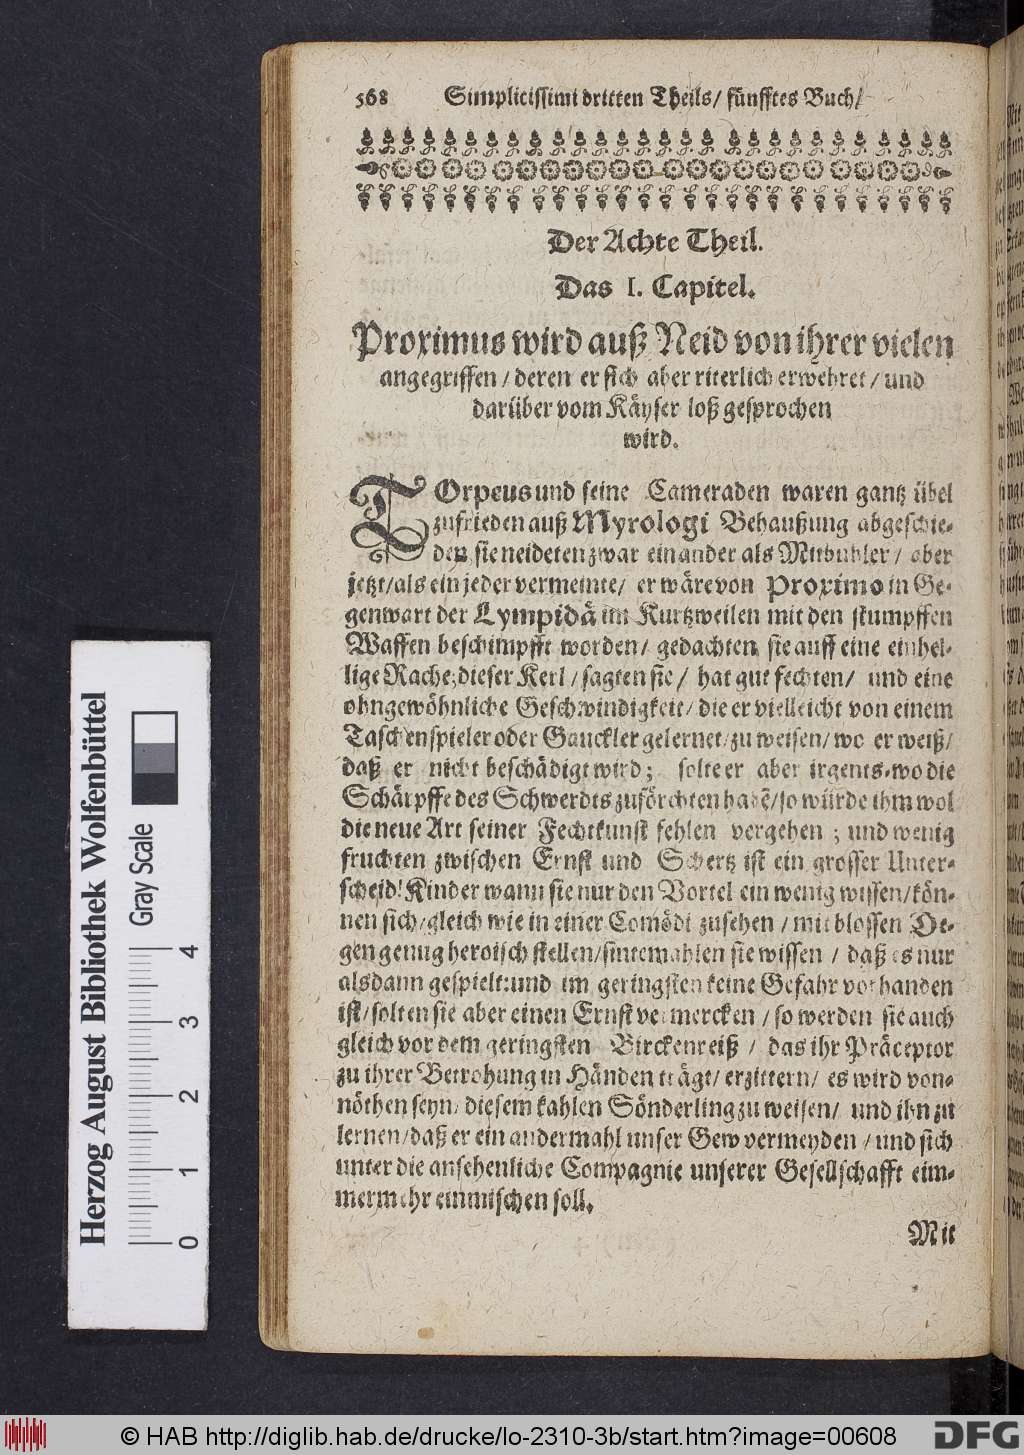 568 Simplicissimi dritten Theils/ fünfftes Buch/
Der Achte Theil.
Das I. Capitel.
Proximus wird auß Neid von ihrer vielen
angegriffen / deren er sich aber riterlich erwehret / und
darüber vom Käyser loß gesprochen
wird.
TOrpeus und seine Cameraden waren gantz übel
zufrieden auß Myrologi Behaußung abgeschie-
den, sie neideten zwar einander als Mitbuhler / aber
jetzt/als ein jeder vermeinte/ er wäre von Proximo in Ge-
genwart der Lympidä im Kurtzweilen mit den stumpffen
Waffen beschimpfft worden/ gedachten sie auff eine einhel-
lige Rache; dieser Kerl / sagten sie / hat gut fechten/ und eine
ohngewöhnliche Geschwindigkeit / die er vielleicht von einem
Taschenspieler oder Gauckler gelernet/zu weisen/ wo er weiß/
daß er nicht beschädigt wird; solte er aber irgents-wo die
Schärpffe des Schwerdts zuförchten habẽ/so würde ihm wol
die neue Art seiner Fechtkunst fehlen vergehen ; und wenig
fruchten zwischen Ernst und Schertz ist ein grosser Unter-
scheid! Kinder wann sie nur den Vortel ein wenig wissen/kön-
nen sich/gleich wie in einer Comödi zusehen / mit blossen De-
gen genug heroisch stellen/sintemahlen sie wissen / daß es nur
alsdann gespielt: und im geringsten keine Gefahr vorhanden
ist/ solten sie aber einen Ernst vermercken / so werden sie auch
gleich vor dem geringsten Birckenreiß / das ihr Präceptor
zu ihrer Betrohung in Händen trägt/ erzittern/ es wird von-
nöthen seyn/ diesem kahlen Sönderling zu weisen/ und ihn zu
lernen/daß er ein andermahl unser Gew vermeyden / und sich
unter die ansehenliche Compagnie unserer Gesellschafft eim-
mermehr einmischen soll.
Mit
Herzog August Bibliothek Wolfenbüttel
Gray Scale
0 1 2 3 4
© HAB http://diglib.hab.de/drucke/lo-2310-3b/start.htm?image=00608
DFG